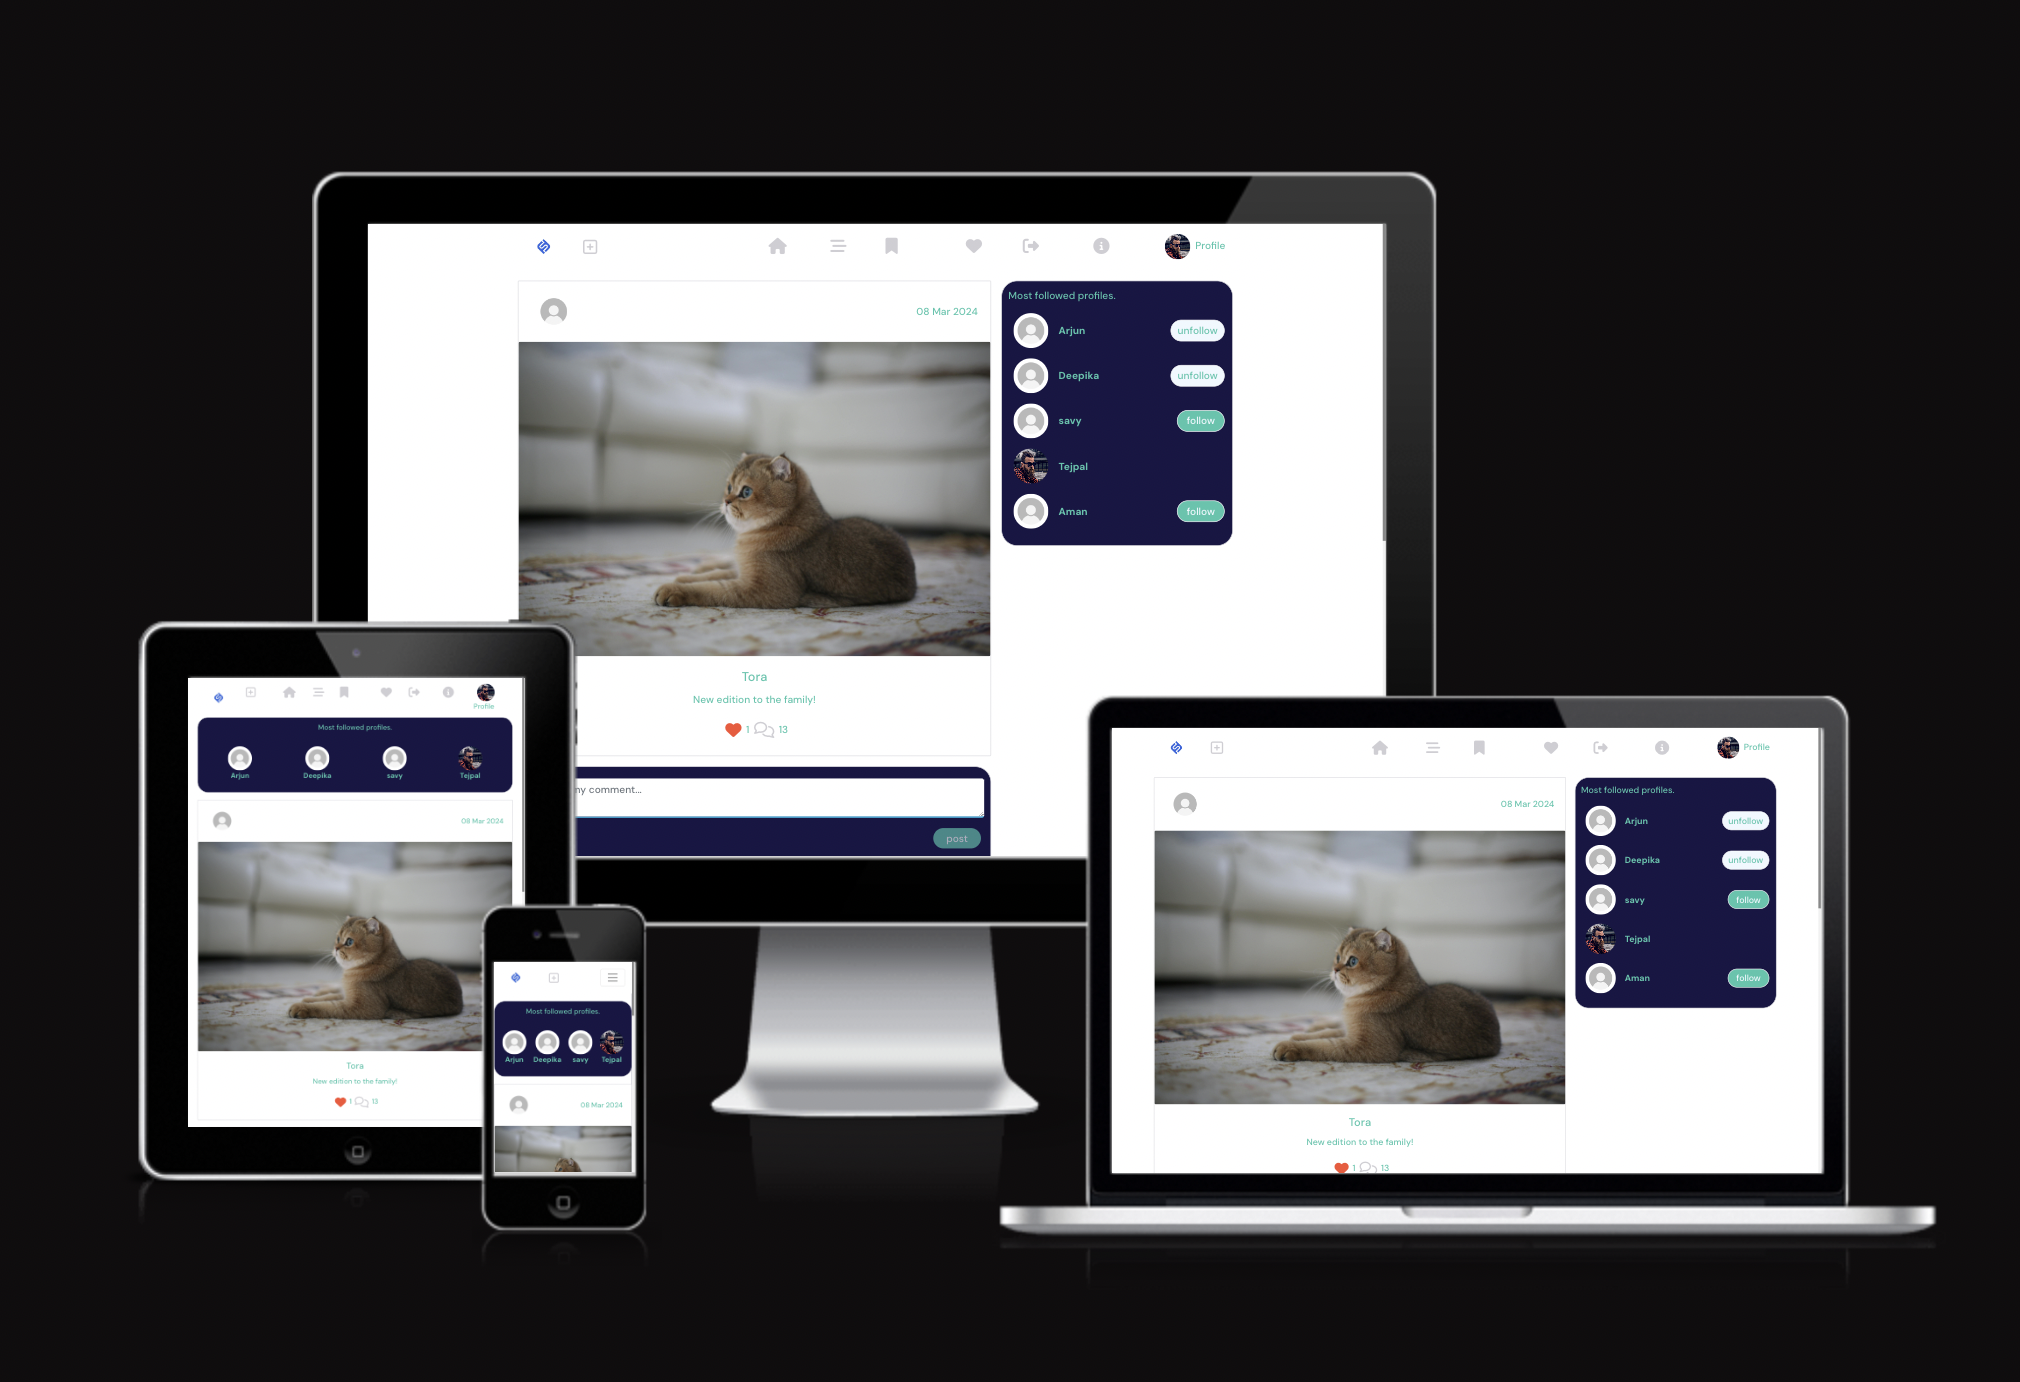 Profile
08 Mar 2024
Most followed profiles.
Arjun
unfollow
Deepika
unfollow
savy
follow
Tejpal
Aman
follow
Tora
New edition to the family!
1 13
my comment...
post
Profile
Most followed profiles.
Arjun Deepika savy Tejpal
08 Mar 2024
Tora
New edition to the family!
1 13
Most followed profiles.
Arjun Deepika savy Tejpal
08 Mar 2024
Profile
08 Mar 2024
Most followed profiles.
Arjun
unfollow
Deepika
unfollow
savy
follow
Tejpal
Aman
follow
Tora
New edition to the family!
1 13